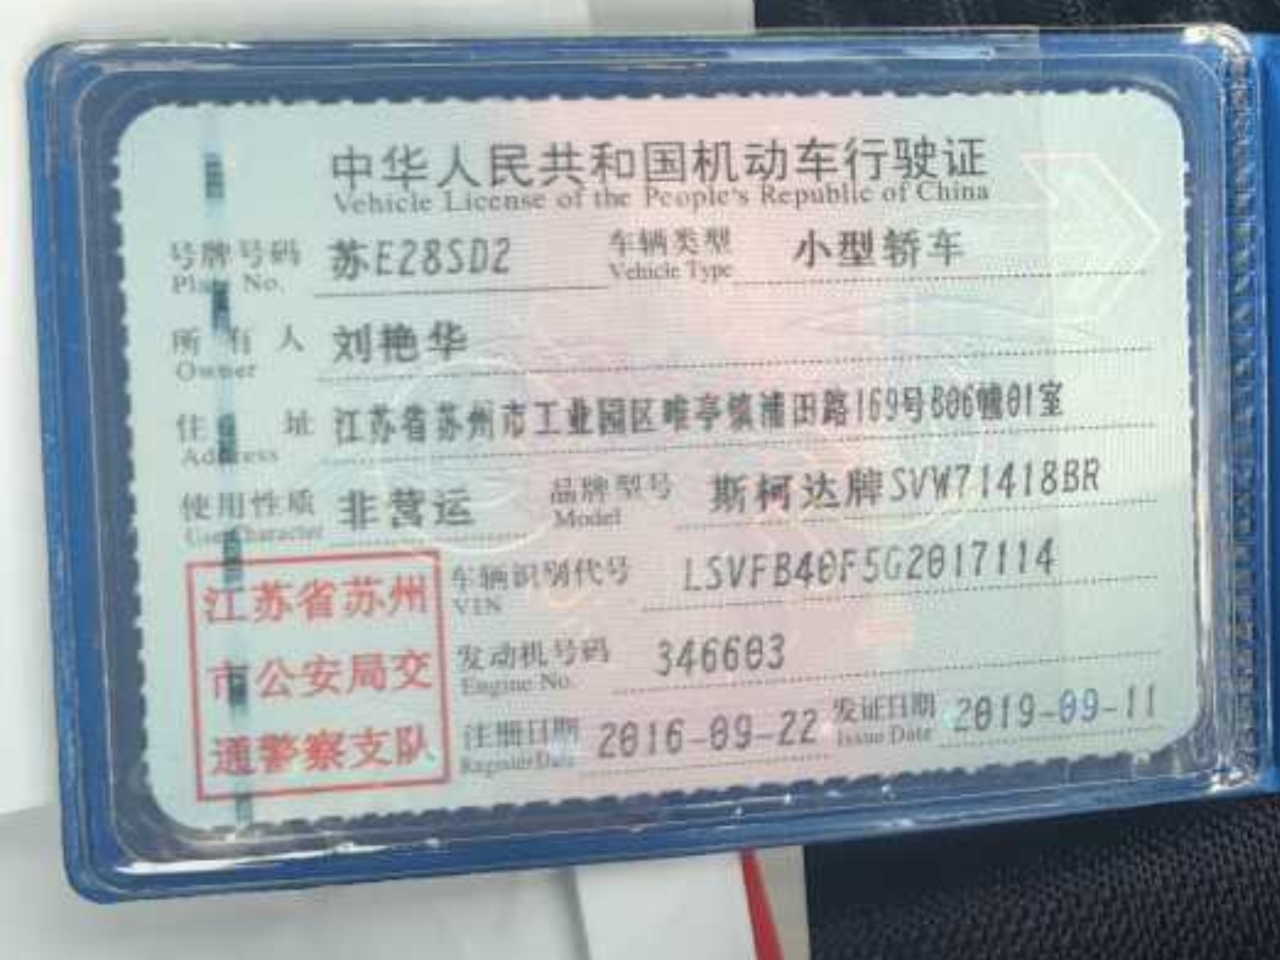 中华人民共和国机动车行驶证
Vehicle License of the People's Republic of China
号牌号码 苏E28SD2 车辆类型 小型轿车
Plate No. Vehicle Type
所有人 刘艳华
Owner
住址 江苏省苏州市工业园区唯亭镇浦田路169号B06幢01室
Address
使用性质 非营运 品牌型号 斯柯达牌SVW71418BR
Use Character Model
江苏省苏州
市公安局交
通警察支队
车辆识别代号 LSVFB40F5G2017114
VIN
发动机号码 346603
Engine No.
注册日期 2016-09-22 发证日期 2019-09-11
Register Date Issue Date